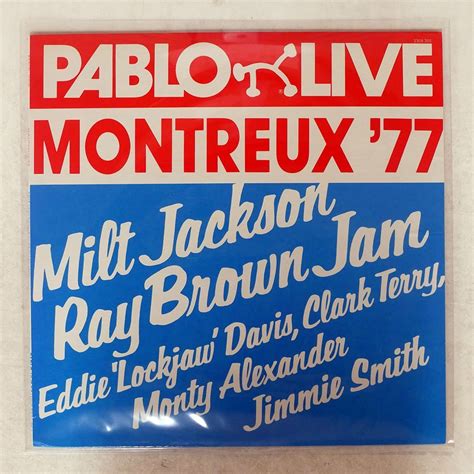 PABLO LIVE
MONTREUX '77
Milt Jackson
Ray Brown Jam
Eddie 'Lockjaw' Davis, Clark Terry,
Monty Alexander
Jimmie Smith